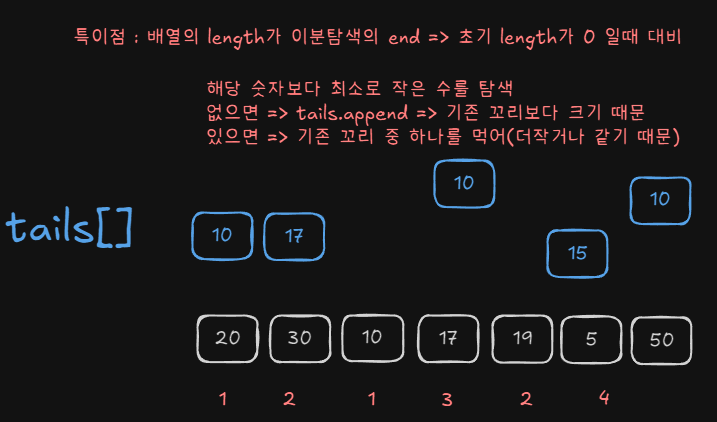 특이점 : 배열의 length가 이분탐색의 end => 초기 length가 0 일때 대비
해당 숫자보다 최소로 작은 수를 탐색
없으면 => tails.append => 기존 꼬리보다 크기 때문
있으면 => 기존 꼬리 중 하나를 먹어(더작거나 같기 때문)
tails[]
10 17 10 15 10
20 30 10 17 19 5 50
1 2 1 3 2 4